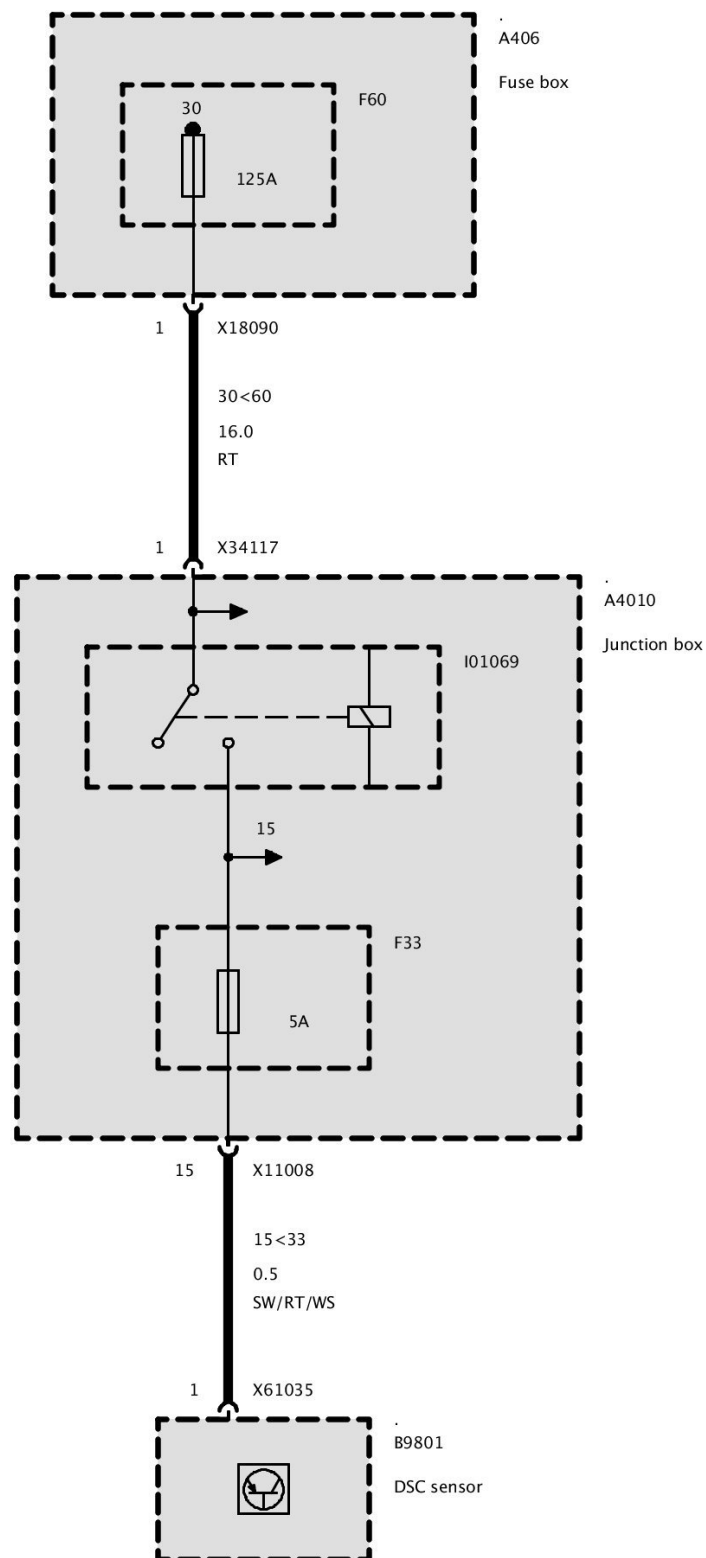 .
A406
Fuse box
F60
30
125A
1 X18090
30<60
16.0
RT
1 X34117
.
A4010
Junction box
I01069
15
F33
5A
15 X11008
15<33
0.5
SW/RT/WS
1 X61035
.
B9801
DSC sensor